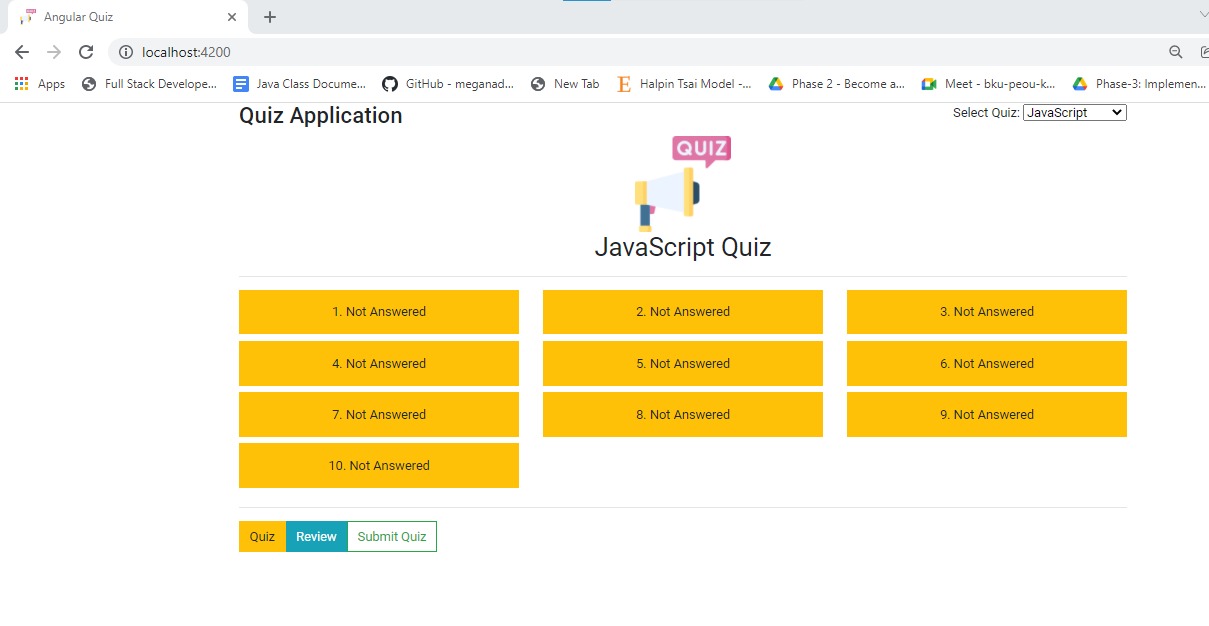 Angular Quiz
localhost:4200
Apps Full Stack Develope... Java Class Docume... GitHub - meganad... New Tab Halpin Tsai Model -... Phase 2 - Become a... Meet - bku-peou-k... Phase-3: Implemen...
Quiz Application Select Quiz: JavaScript
QUIZ
JavaScript Quiz
1. Not Answered 2. Not Answered 3. Not Answered
4. Not Answered 5. Not Answered 6. Not Answered
7. Not Answered 8. Not Answered 9. Not Answered
10. Not Answered
Quiz Review Submit Quiz